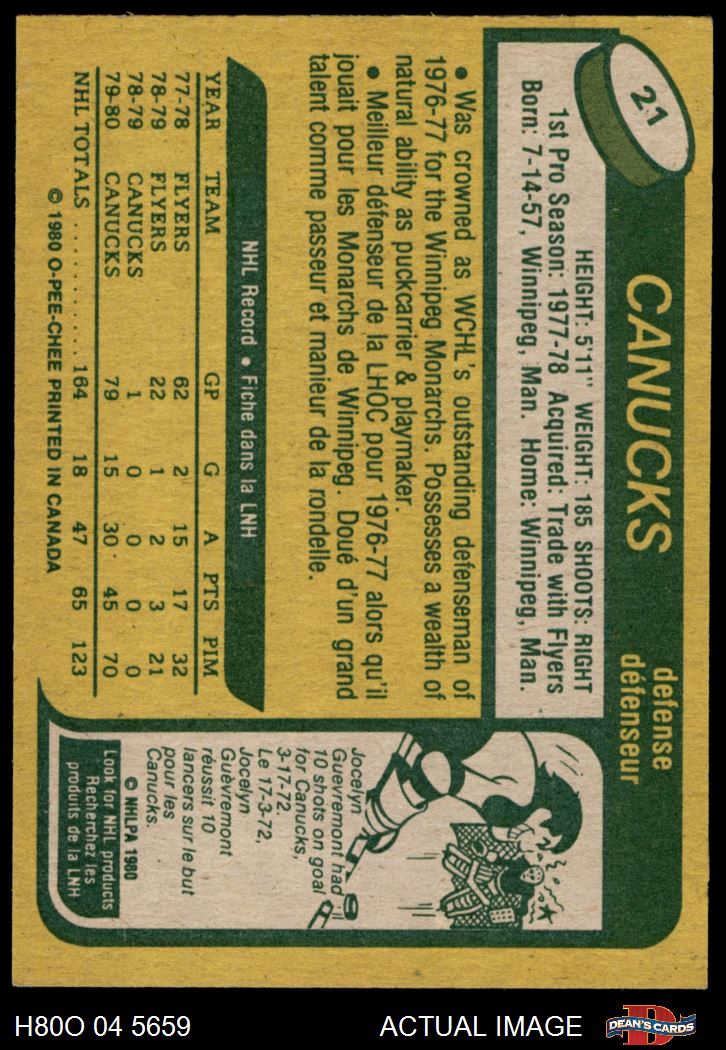 21
CANUCKS
defense
défenseur
HEIGHT: 5'11" WEIGHT: 185 SHOOTS: RIGHT
1st Pro Season: 1977-78 Acquired: Trade with Flyers
Born: 7-14-57, Winnipeg, Man. Home: Winnipeg, Man.
• Was crowned as WCHL's outstanding defenseman of
1976-77 for the Winnipeg Monarchs. Possesses a wealth of
natural ability as puckcarrier & playmaker.
• Meilleur défenseur de la LHOC pour 1976-77 alors qu'il
jouait pour les Monarchs de Winnipeg. Doué d'un grand
talent comme passeur et manieur de la rondelle.
NHL Record • Fiche dans la LNH
YEAR TEAM GP G A PTS PIM
77-78 FLYERS 62 2 15 17 32
78-79 FLYERS 22 1 2 3 21
78-79 CANUCKS 1 0 0 0 0
79-80 CANUCKS 79 15 30 45 70
NHL TOTALS ............ 164 18 47 65 123
© 1980 O-PEE-CHEE PRINTED IN CANADA
Jocelyn
Guevremont had
10 shots on goal
for Canucks,
3-17-72.
Le 17-3-72,
Jocelyn
Guèvremont
réussit 10
lancers sur le but
pour les
Canucks.
© NHLPA 1980
Look for NHL products
Recherchez les
produits de la LNH
H80O 04 5659
ACTUAL IMAGE
D
DEAN'S CARDS